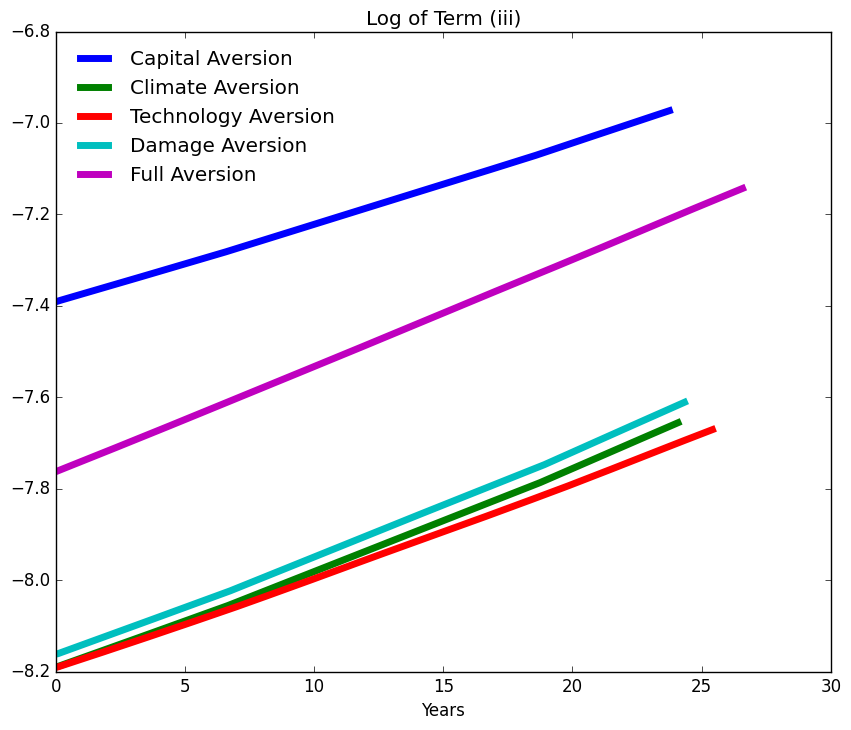 Log of Term (iii)
−6.8
−7.0
−7.2
−7.4
−7.6
−7.8
−8.0
−8.2
Capital Aversion
Climate Aversion
Technology Aversion
Damage Aversion
Full Aversion
0 5 10 15 20 25 30
Years